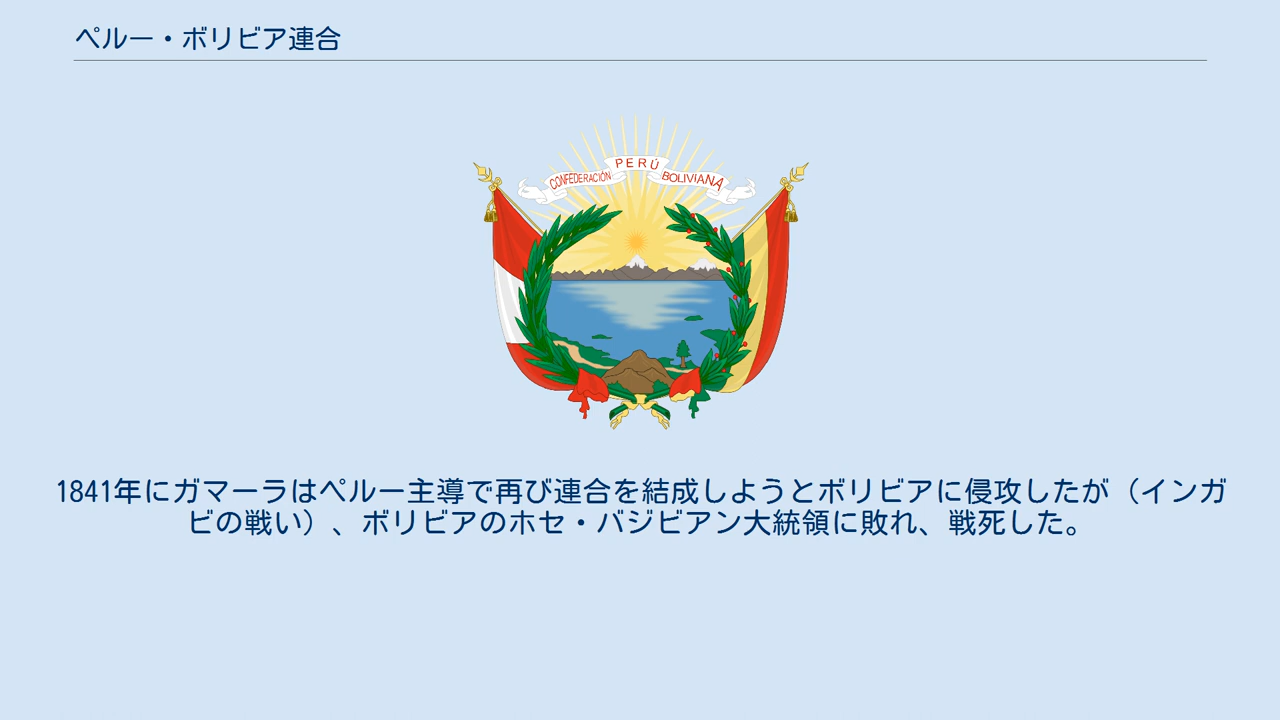 ペルー・ボリビア連合
CONFEDERACIÓN PERÚ BOLIVIANA
1841年にガマーラはペルー主導で再び連合を結成しようとボリビアに侵攻したが（インガ
ビの戦い）、ボリビアのホセ・バジビアン大統領に敗れ、戦死した。